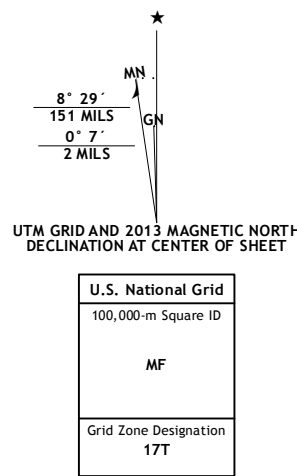 ★
MN
8° 29´
151 MILS
GN
0° 7´
2 MILS
UTM GRID AND 2013 MAGNETIC NORTH
DECLINATION AT CENTER OF SHEET
U.S. National Grid
100,000-m Square ID
MF
Grid Zone Designation
17T